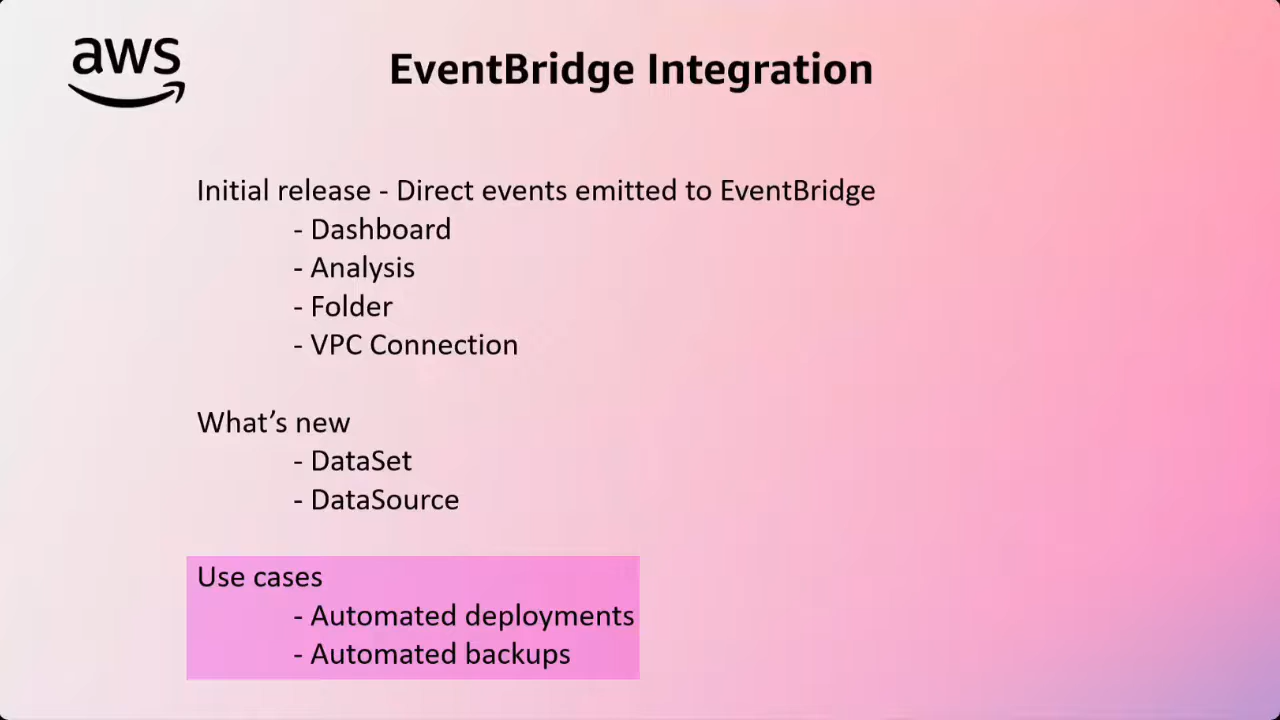 aws
EventBridge Integration
Initial release - Direct events emitted to EventBridge
- Dashboard
- Analysis
- Folder
- VPC Connection
What’s new
- DataSet
- DataSource
Use cases
- Automated deployments
- Automated backups